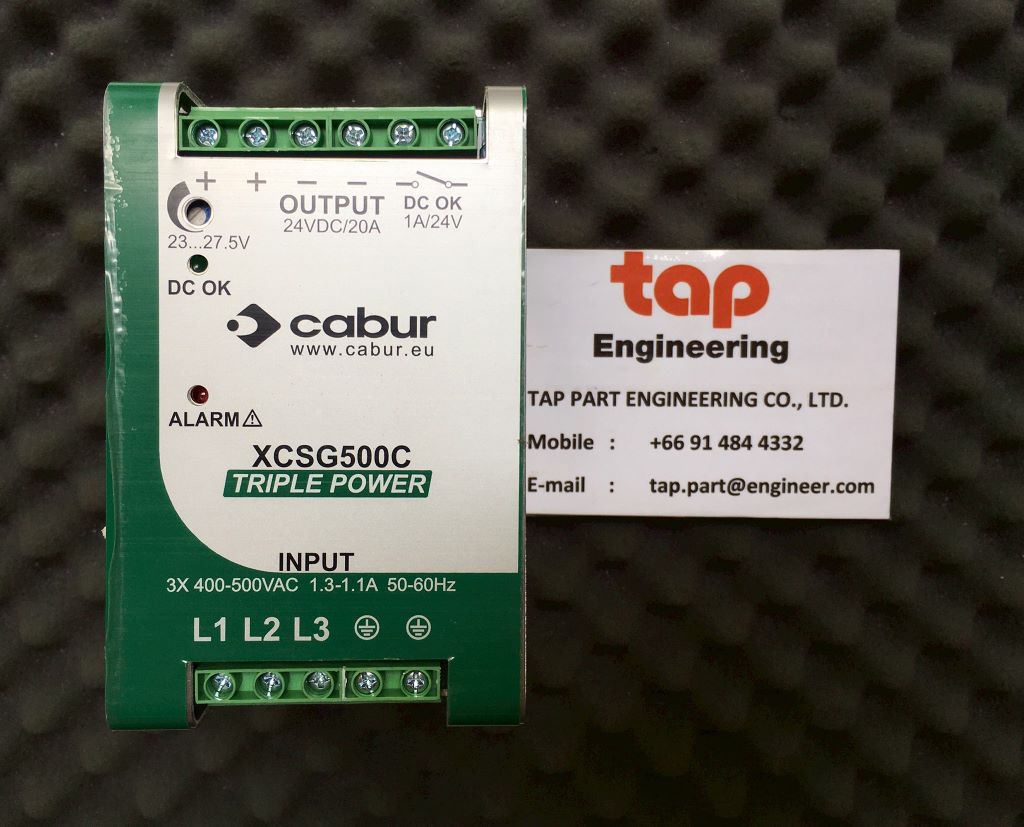 + + − −
OUTPUT
24VDC/20A
DC OK
1A/24V
23...27.5V
DC OK
cabur
www.cabur.eu
ALARM
XCSG500C
TRIPLE POWER
INPUT
3X 400-500VAC 1.3-1.1A 50-60Hz
L1 L2 L3
tap
Engineering
TAP PART ENGINEERING CO., LTD.
Mobile : +66 91 484 4332
E-mail : tap.part@engineer.com